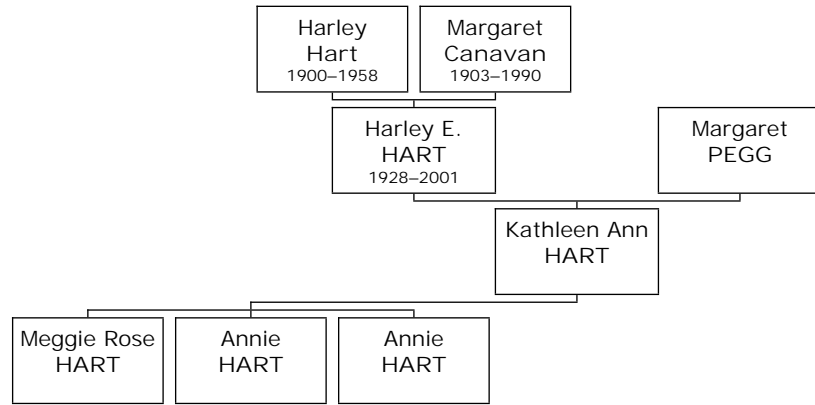 Harley
Hart
1900–1958
Margaret
Canavan
1903–1990
Harley E.
HART
1928–2001
Margaret
PEGG
Kathleen Ann
HART
Meggie Rose
HART
Annie
HART
Annie
HART